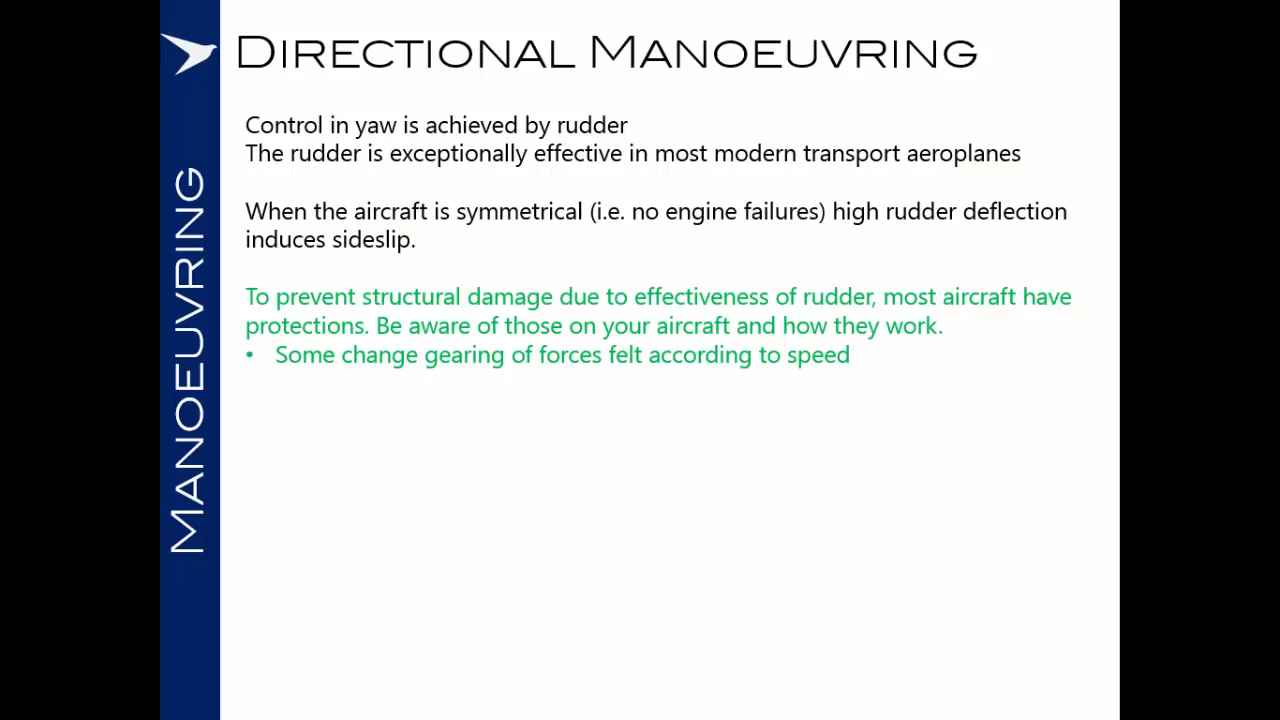 DIRECTIONAL MANOEUVRING
Control in yaw is achieved by rudder
The rudder is exceptionally effective in most modern transport aeroplanes
When the aircraft is symmetrical (i.e. no engine failures) high rudder deflection
induces sideslip.
To prevent structural damage due to effectiveness of rudder, most aircraft have
protections. Be aware of those on your aircraft and how they work.
• Some change gearing of forces felt according to speed
MANOEUVRING